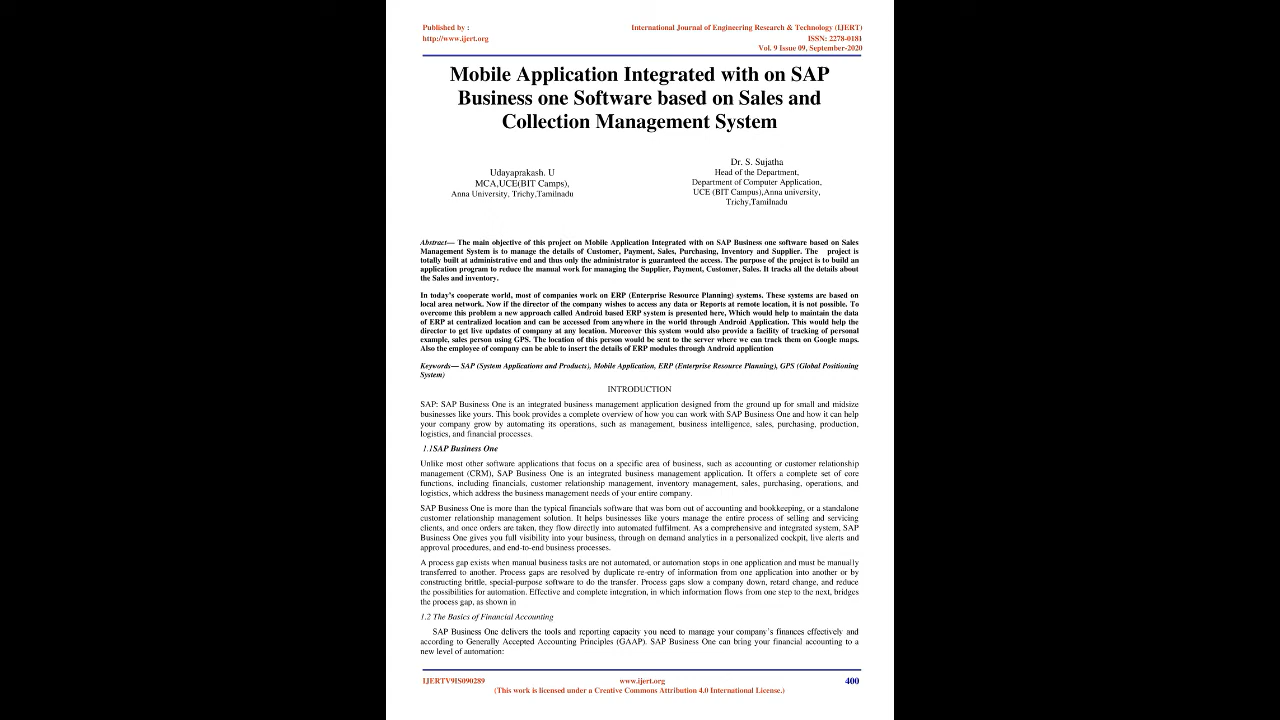 Published by :
International Journal of Engineering Research & Technology (IJERT)
http://www.ijert.org
ISSN: 2278-0181
Vol. 9 Issue 09, September-2020
Mobile Application Integrated with on SAP
Business one Software based on Sales and
Collection Management System
Udayaprakash. U
MCA,UCE(BIT Camps),
Anna University, Trichy,Tamilnadu
Dr. S. Sujatha
Head of the Department,
Department of Computer Application,
UCE (BIT Campus),Anna university,
Trichy,Tamilnadu
Abstract— The main objective of this project on Mobile Application Integrated with on SAP Business one software based on Sales
Management System is to manage the details of Customer, Payment, Sales, Purchasing, Inventory and Supplier. The project is
totally built at administrative end and thus only the administrator is guaranteed the access. The purpose of the project is to build an
application program to reduce the manual work for managing the Supplier, Payment, Customer, Sales. It tracks all the details about
the Sales and inventory.
In today's cooperate world, most of companies work on ERP (Enterprise Resource Planning) systems. These systems are based on
local area network. Now if the director of the company wishes to access any data or Reports at remote location, it is not possible. To
overcome this problem a new approach called Android based ERP system is presented here, Which would help to maintain the data
of ERP at centralized location and can be accessed from anywhere in the world through Android Application. This would help the
director to get live updates of company at any location. Moreover this system would also provide a facility of tracking of personal
example, sales person using GPS. The location of this person would be sent to the server where we can track them on Google maps.
Also the employee of company can be able to insert the details of ERP modules through Android application
Keywords— SAP (System Applications and Products), Mobile Application, ERP (Enterprise Resource Planning), GPS (Global Positioning
System)
INTRODUCTION
SAP: SAP Business One is an integrated business management application designed from the ground up for small and midsize
businesses like yours. This book provides a complete overview of how you can work with SAP Business One and how it can help
your company grow by automating its operations, such as management, business intelligence, sales, purchasing, production,
logistics, and financial processes.
1.1SAP Business One
Unlike most other software applications that focus on a specific area of business, such as accounting or customer relationship
management (CRM), SAP Business One is an integrated business management application. It offers a complete set of core
functions, including financials, customer relationship management, inventory management, sales, purchasing, operations, and
logistics, which address the business management needs of your entire company.
SAP Business One is more than the typical financials software that was born out of accounting and bookkeeping, or a standalone
customer relationship management solution. It helps businesses like yours manage the entire process of selling and servicing
clients, and once orders are taken, they flow directly into automated fulfilment. As a comprehensive and integrated system, SAP
Business One gives you full visibility into your business, through on demand analytics in a personalized cockpit, live alerts and
approval procedures, and end-to-end business processes.
A process gap exists when manual business tasks are not automated, or automation stops in one application and must be manually
transferred to another. Process gaps are resolved by duplicate re-entry of information from one application into another or by
constructing brittle, special-purpose software to do the transfer. Process gaps slow a company down, retard change, and reduce
the possibilities for automation. Effective and complete integration, in which information flows from one step to the next, bridges
the process gap, as shown in
1.2 The Basics of Financial Accounting
SAP Business One delivers the tools and reporting capacity you need to manage your company's finances effectively and
according to Generally Accepted Accounting Principles (GAAP). SAP Business One can bring your financial accounting to a
new level of automation:
IJERTV9IS090289
www.ijert.org
400
(This work is licensed under a Creative Commons Attribution 4.0 International License.)